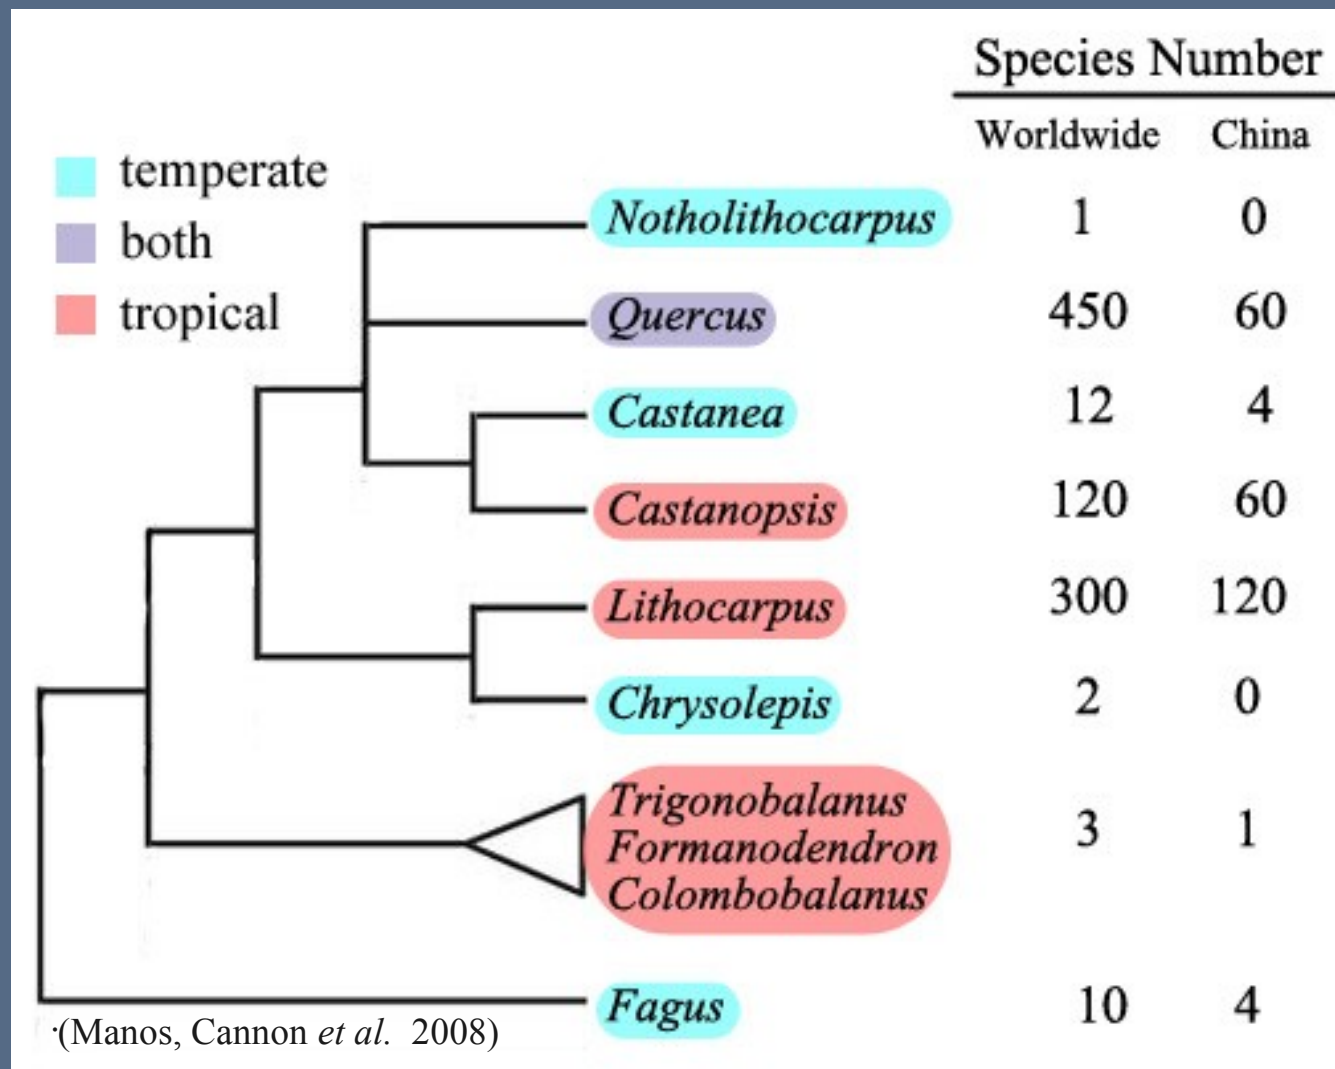 Species Number
Worldwide China
temperate
both
tropical
Notholithocarpus 1 0
Quercus 450 60
Castanea 12 4
Castanopsis 120 60
Lithocarpus 300 120
Chrysolepis 2 0
Trigonobalanus
Formanodendron 3 1
Colombobalanus
Fagus 10 4
(Manos, Cannon et al. 2008)